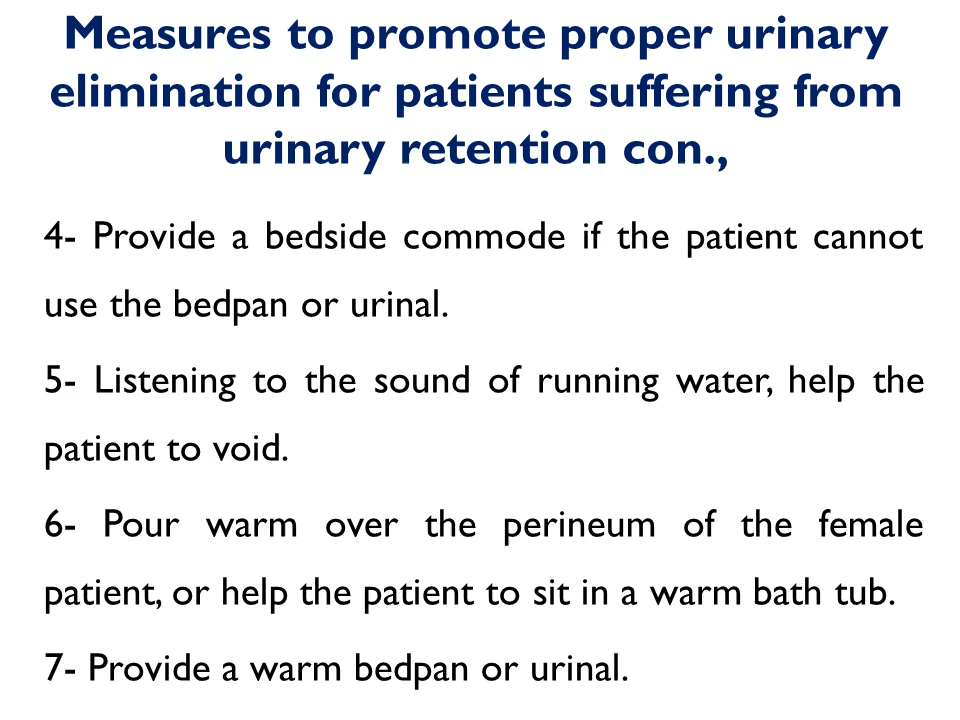 Measures to promote proper urinary
elimination for patients suffering from
urinary retention con.,
4- Provide a bedside commode if the patient cannot
use the bedpan or urinal.
5- Listening to the sound of running water, help the
patient to void.
6- Pour warm over the perineum of the female
patient, or help the patient to sit in a warm bath tub.
7- Provide a warm bedpan or urinal.